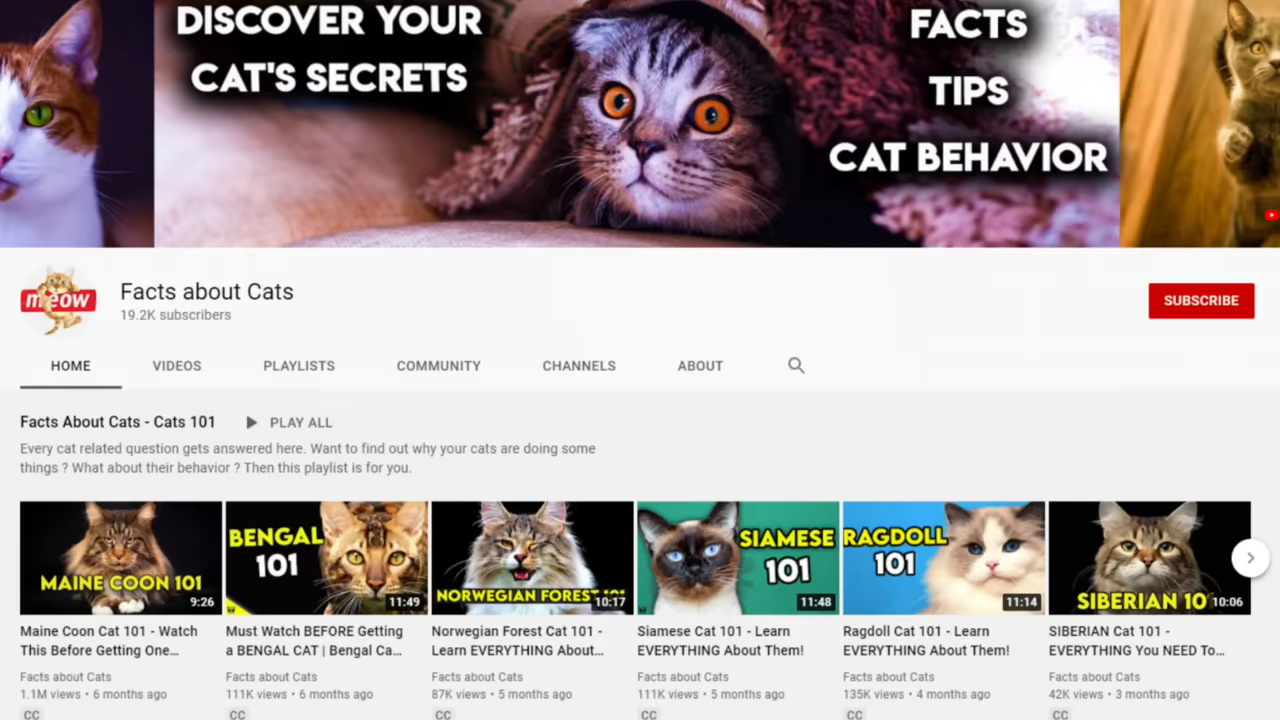 DISCOVER YOUR
CAT'S SECRETS
FACTS
TIPS
CAT BEHAVIOR
meow
Facts about Cats
19.2K subscribers
SUBSCRIBE
HOME VIDEOS PLAYLISTS COMMUNITY CHANNELS ABOUT
Facts About Cats - Cats 101 PLAY ALL
Every cat related question gets answered here. Want to find out why your cats are doing some
things ? What about their behavior ? Then this playlist is for you.
MAINE COON 101
9:26
Maine Coon Cat 101 - Watch
This Before Getting One...
Facts about Cats
1.1M views • 6 months ago
CC
BENGAL
101
11:49
Must Watch BEFORE Getting
a BENGAL CAT | Bengal Ca...
Facts about Cats
111K views • 6 months ago
CC
NORWEGIAN FOREST 101
10:17
Norwegian Forest Cat 101 -
Learn EVERYTHING About...
Facts about Cats
87K views • 5 months ago
CC
SIAMESE
101
11:48
Siamese Cat 101 - Learn
EVERYTHING About Them!
Facts about Cats
111K views • 5 months ago
CC
RAGDOLL
101
11:14
Ragdoll Cat 101 - Learn
EVERYTHING About Them!
Facts about Cats
135K views • 4 months ago
CC
SIBERIAN 10
10:06
SIBERIAN Cat 101 -
EVERYTHING You NEED To...
Facts about Cats
42K views • 3 months ago
CC